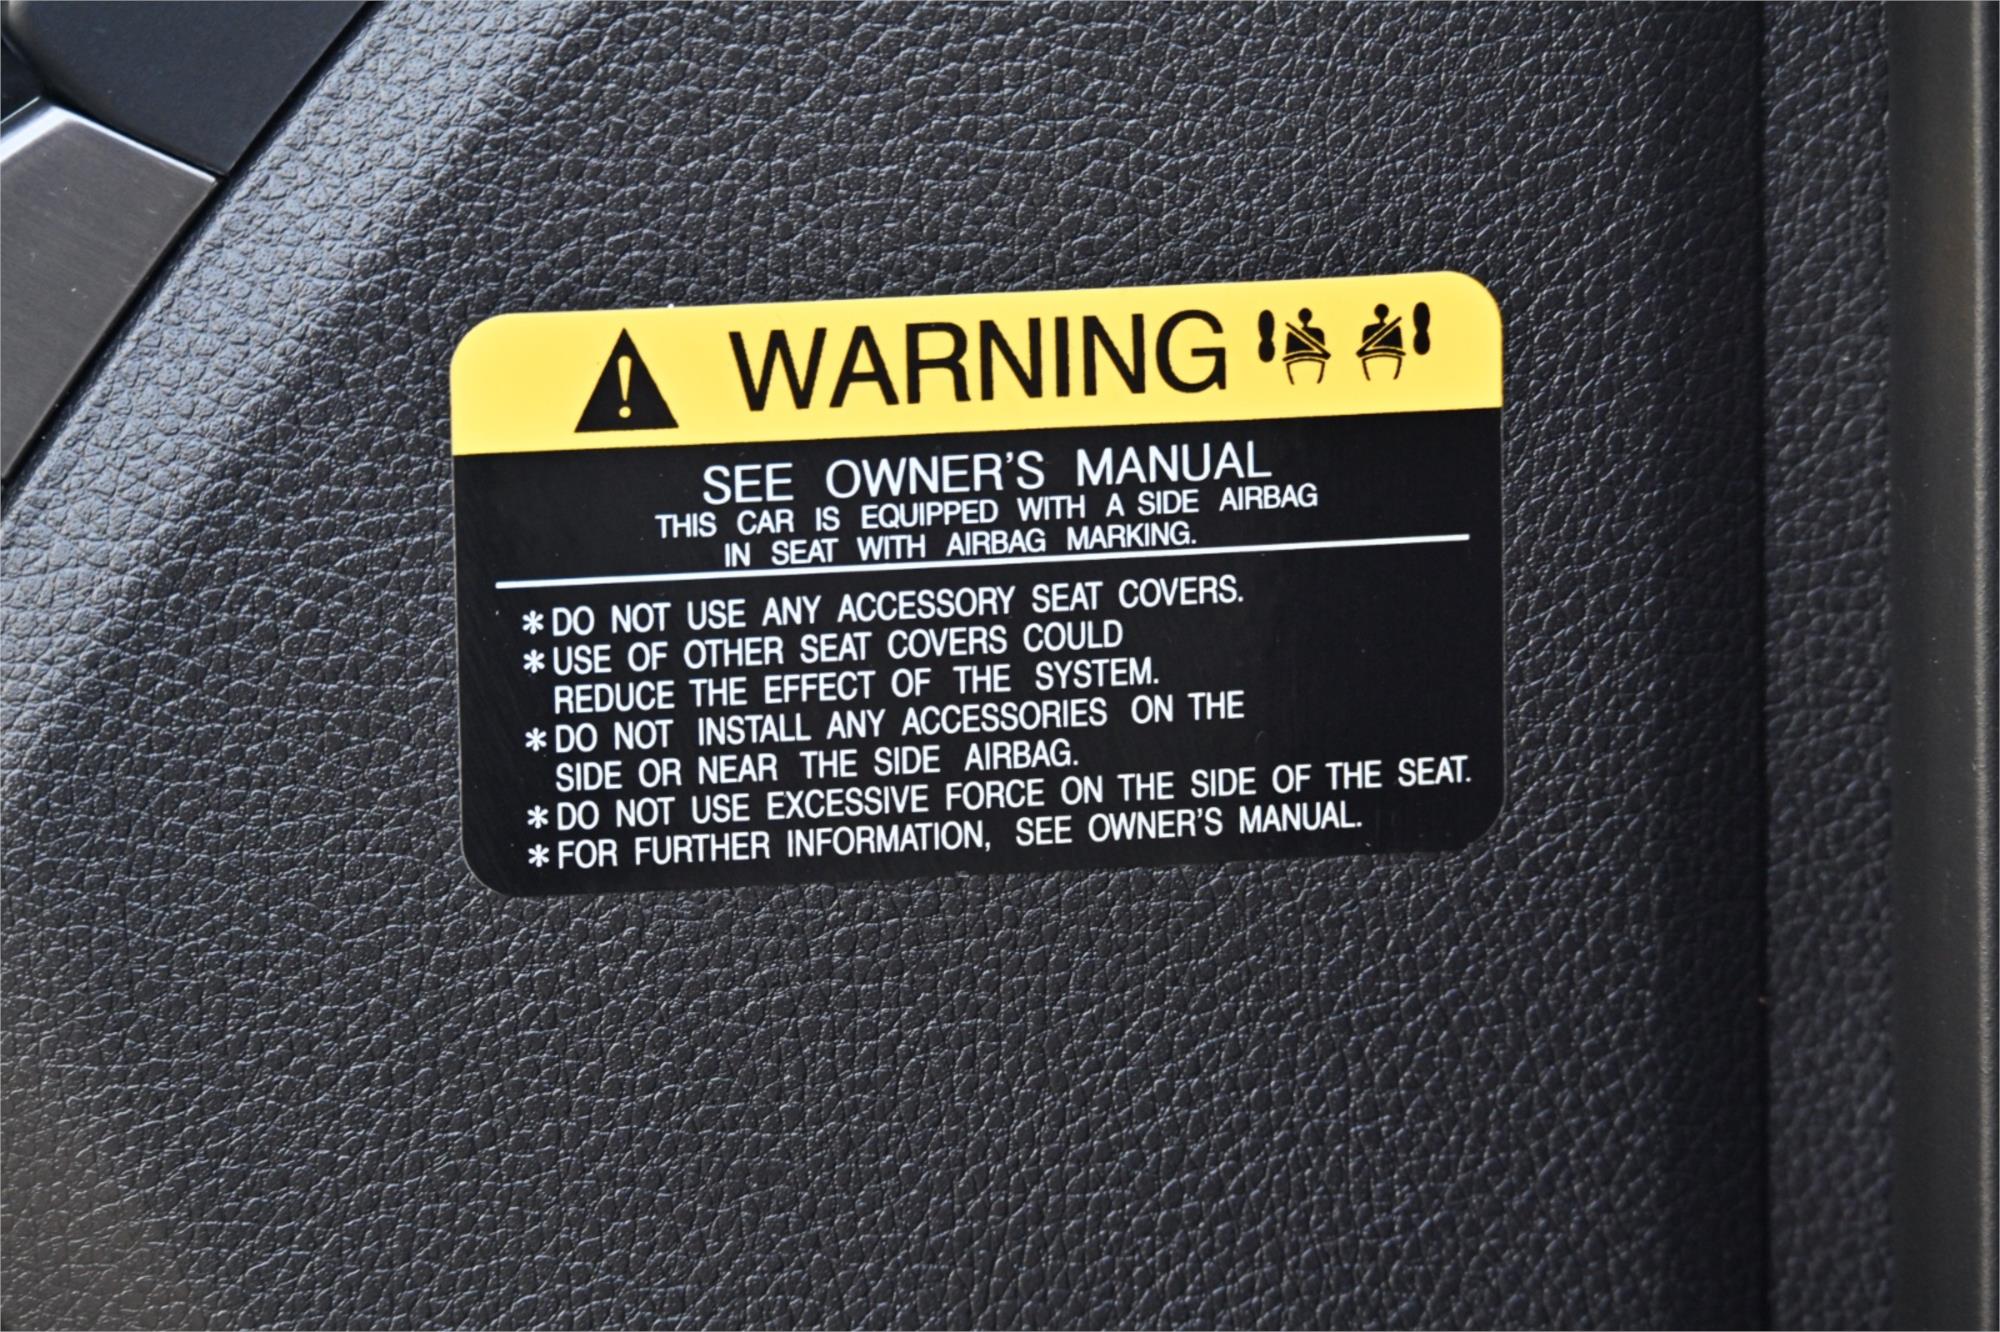 WARNING
SEE OWNER'S MANUAL
THIS CAR IS EQUIPPED WITH A SIDE AIRBAG
IN SEAT WITH AIRBAG MARKING.
*DO NOT USE ANY ACCESSORY SEAT COVERS.
*USE OF OTHER SEAT COVERS COULD
REDUCE THE EFFECT OF THE SYSTEM.
*DO NOT INSTALL ANY ACCESSORIES ON THE
SIDE OR NEAR THE SIDE AIRBAG.
*DO NOT USE EXCESSIVE FORCE ON THE SIDE OF THE SEAT.
*FOR FURTHER INFORMATION, SEE OWNER'S MANUAL.